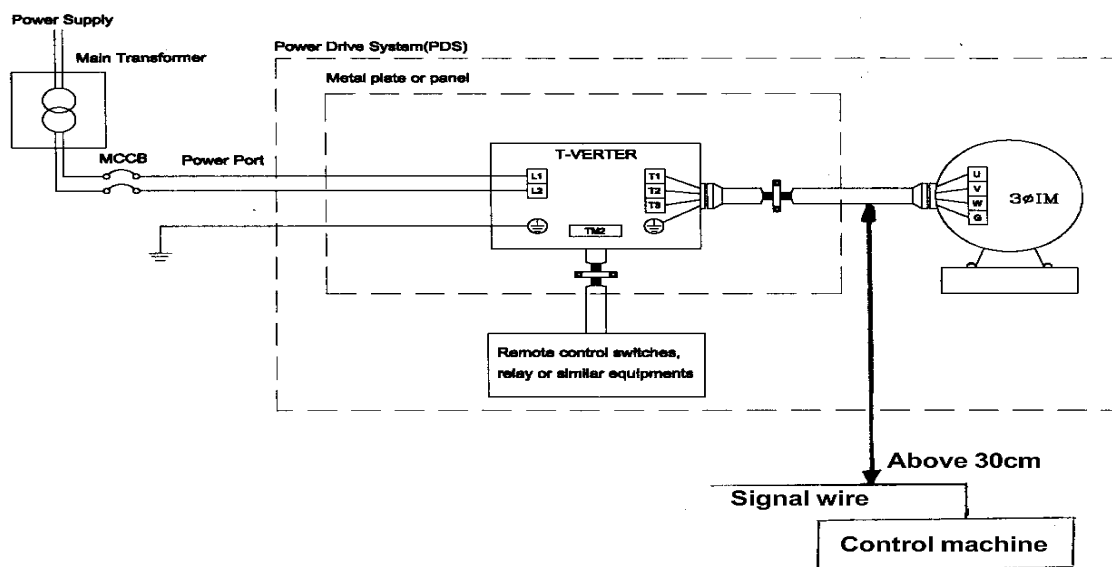 Power Supply
Main Transformer
Power Drive System(PDS)
Metal plate or panel
MCCB
Power Port
T-VERTER
L1
L2
T1
T2
T3
TM2
U
V
W
G
3øIM
Remote control switches,
relay or similar equipments
Above 30cm
Signal wire
Control machine